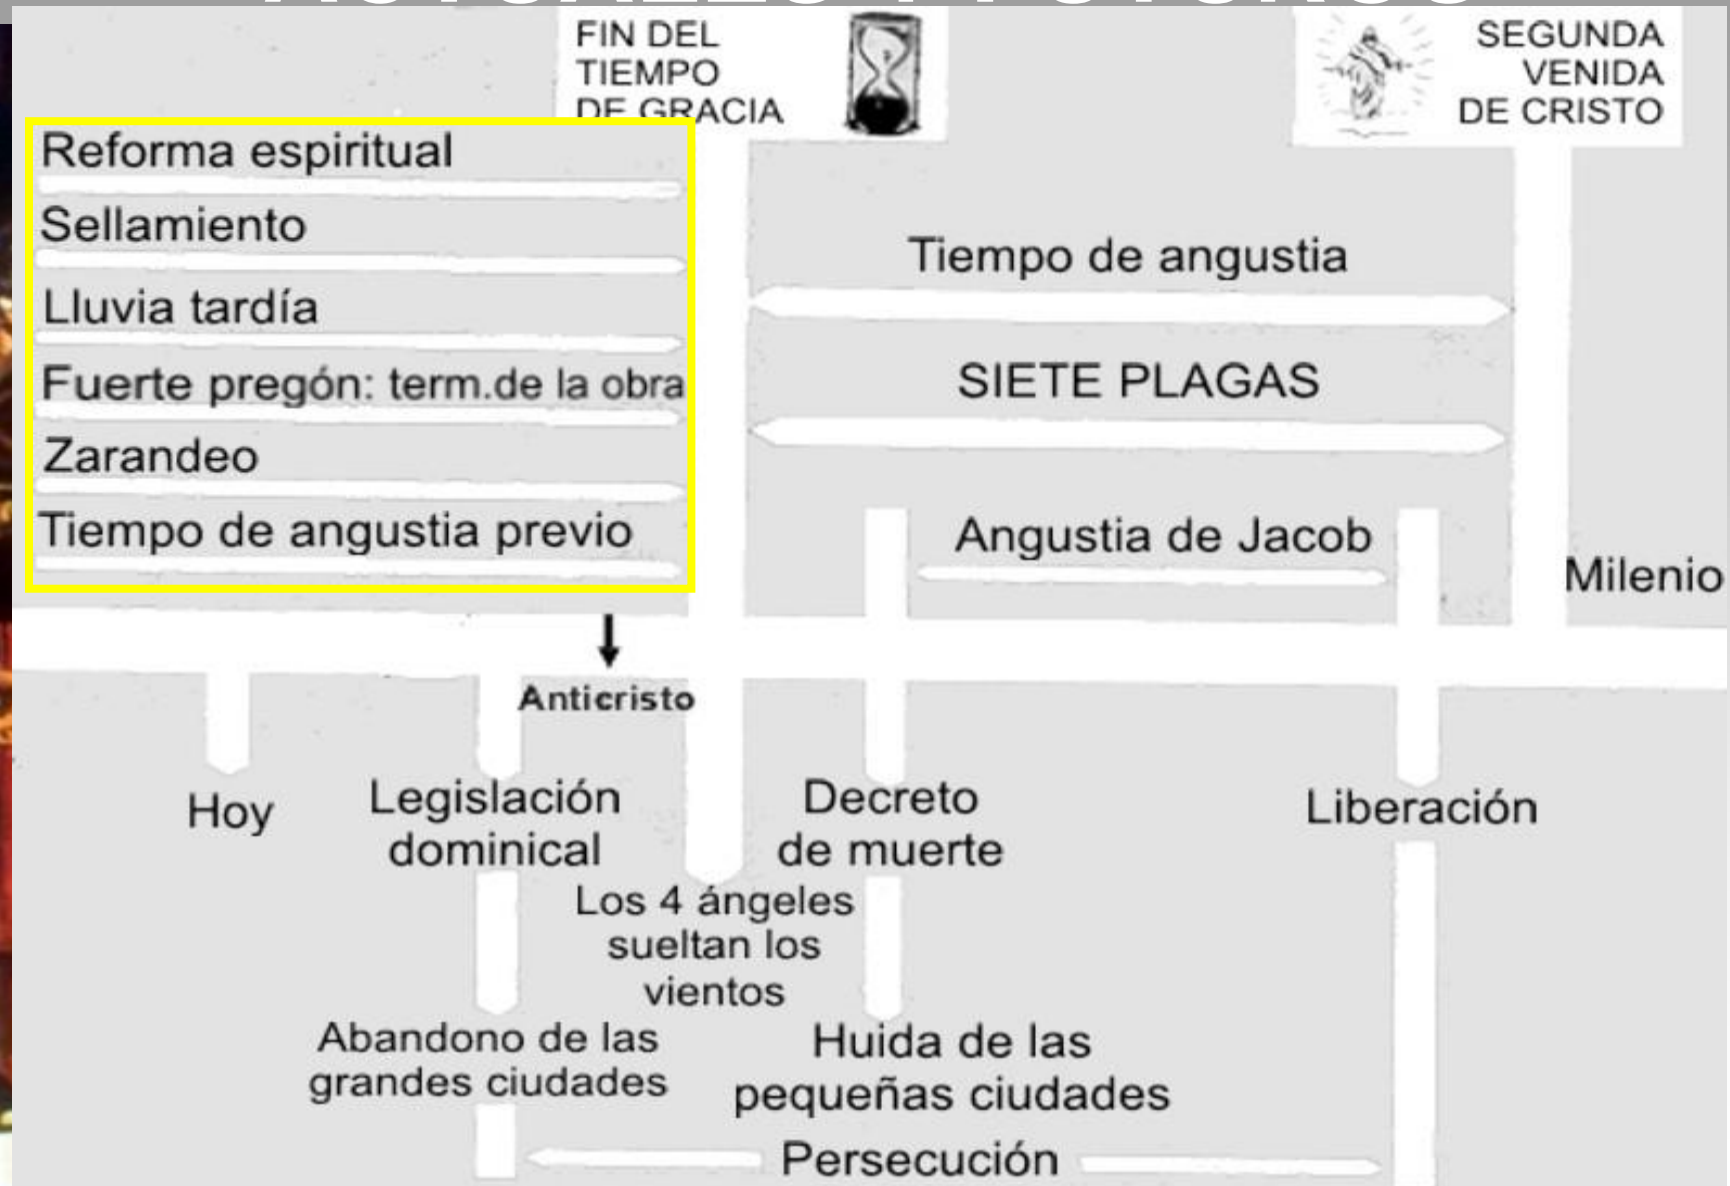 FIN DEL
TIEMPO
DE GRACIA
SEGUNDA
VENIDA
DE CRISTO
Reforma espiritual
Sellamiento
Lluvia tardía
Fuerte pregón: term.de la obra
Zarandeo
Tiempo de angustia previo
Tiempo de angustia
SIETE PLAGAS
Angustia de Jacob
Milenio
Anticristo
Hoy
Legislación
dominical
Decreto
de muerte
Liberación
Los 4 ángeles
sueltan los
vientos
Abandono de las
grandes ciudades
Huida de las
pequeñas ciudades
Persecución